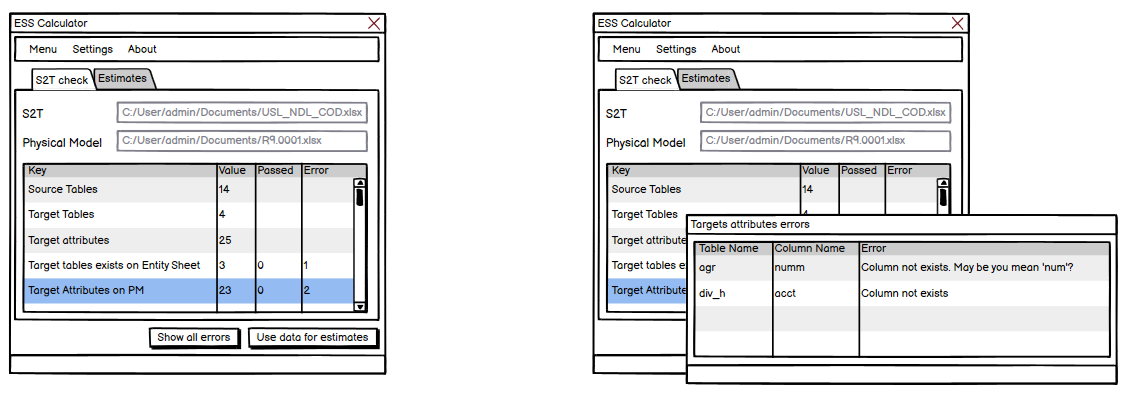 ESS Calculator
Menu Settings About
S2T check Estimates
S2T C:/User/admin/Documents/USL_NDL_COD.xlsx
Physical Model C:/User/admin/Documents/R9.0001.xlsx
Key Value Passed Error
Source Tables 14
Target Tables 4
Target attributes 25
Target tables exists on Entity Sheet 3 0 1
Target Attributes on PM 23 0 2
Show all errors Use data for estimates
ESS Calculator
Menu Settings About
S2T check Estimates
S2T C:/User/admin/Documents/USL_NDL_COD.xlsx
Physical Model C:/User/admin/Documents/R9.0001.xlsx
Key Value Passed Error
Source Tables 14
Target Tables 4
Target attribute
Target tables e
Target Attribute
Targets attributes errors
Table Name Column Name Error
agr numm Column not exists. May be you mean 'num'?
div_h acct Column not exists